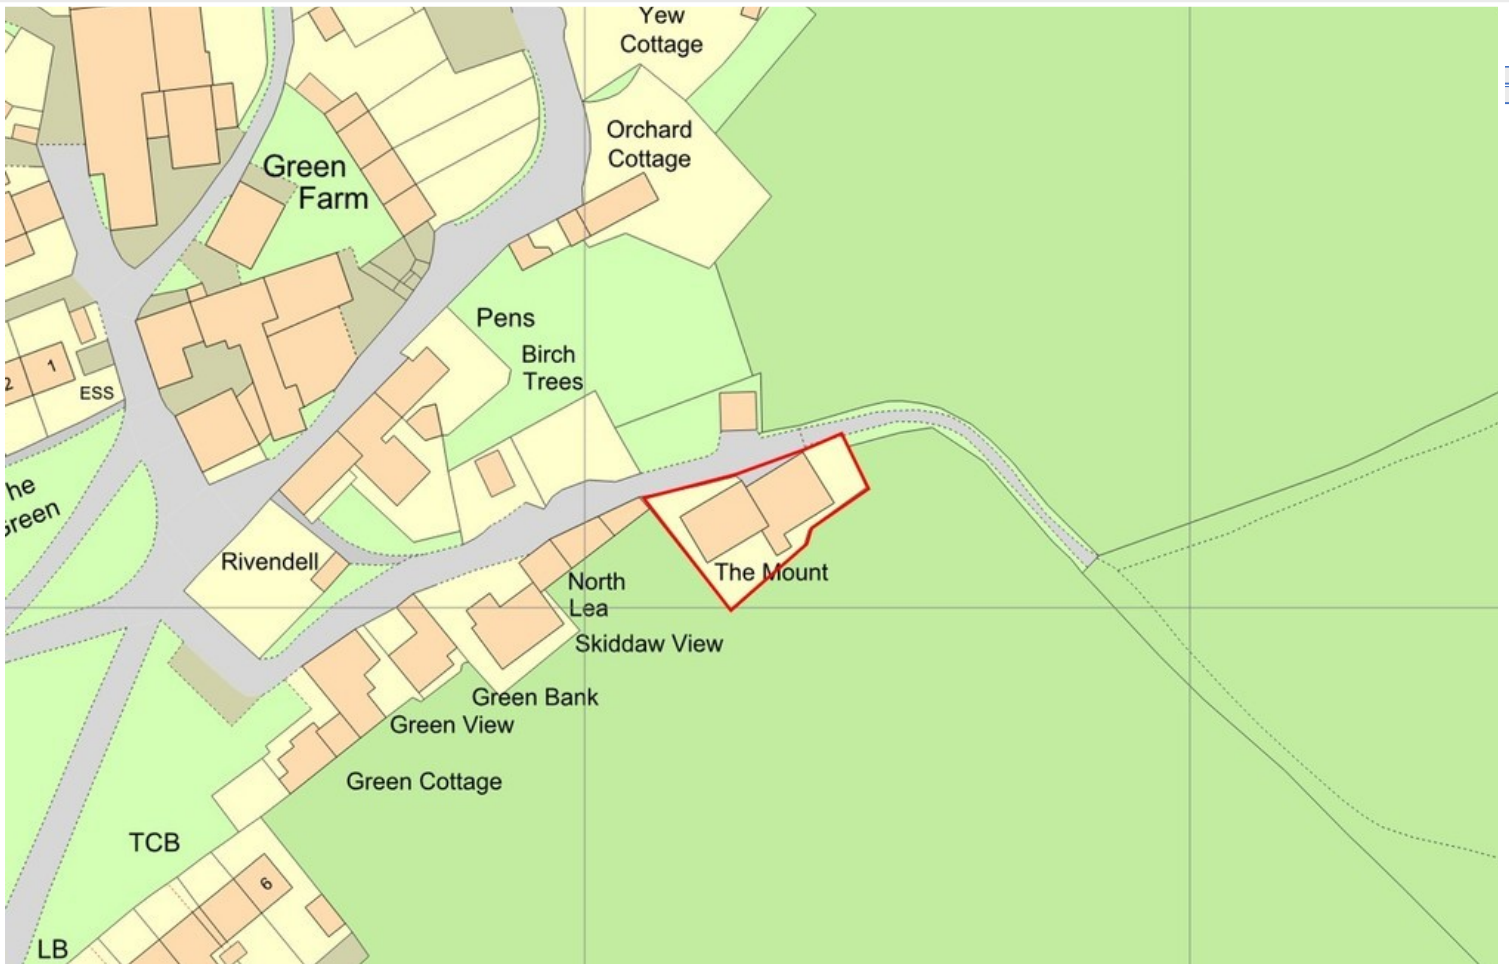 Yew
Cottage
Orchard
Cottage
Green
Farm
Pens
Birch
Trees
1
2
ESS
he
Green
Rivendell
The Mount
North
Lea
Skiddaw View
Green Bank
Green View
Green Cottage
TCB
6
LB